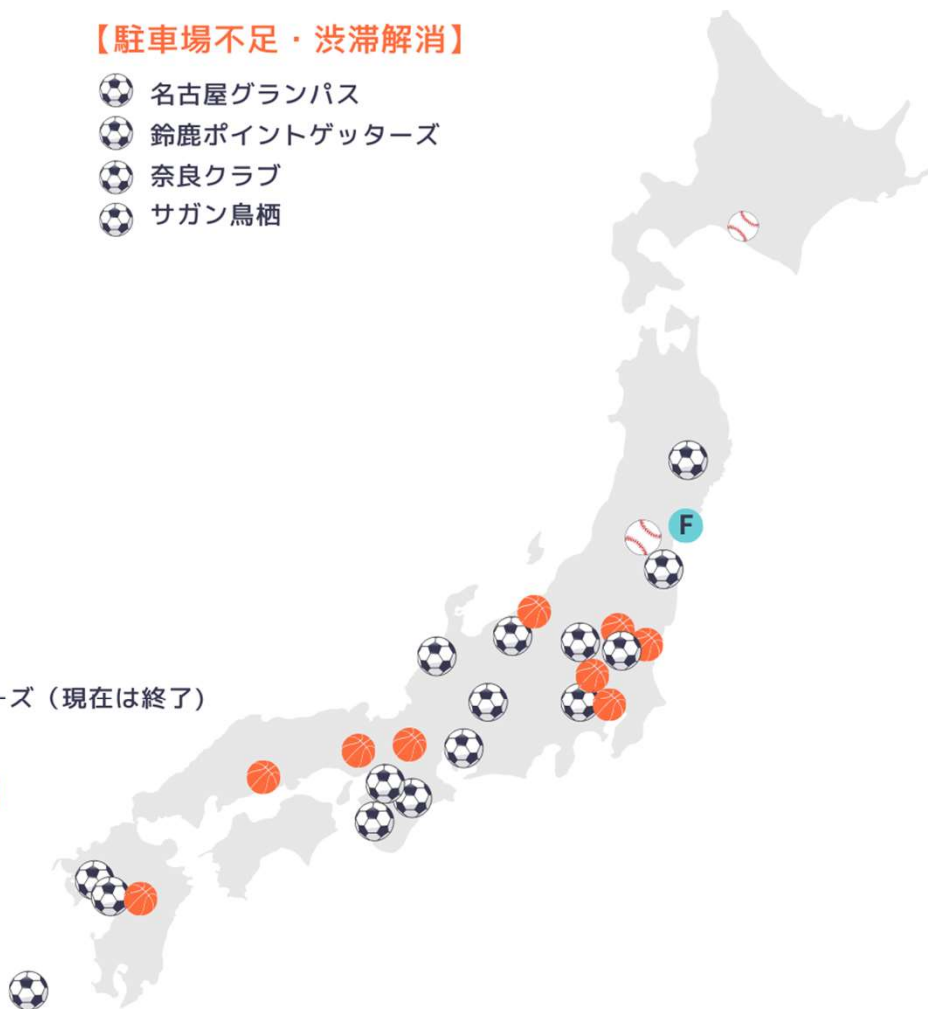 【駐車場不足・渋滞解消】
名古屋グランパス
鈴鹿ポイントゲッターズ
奈良クラブ
サガン鳥栖
F
ーズ（現在は終了）